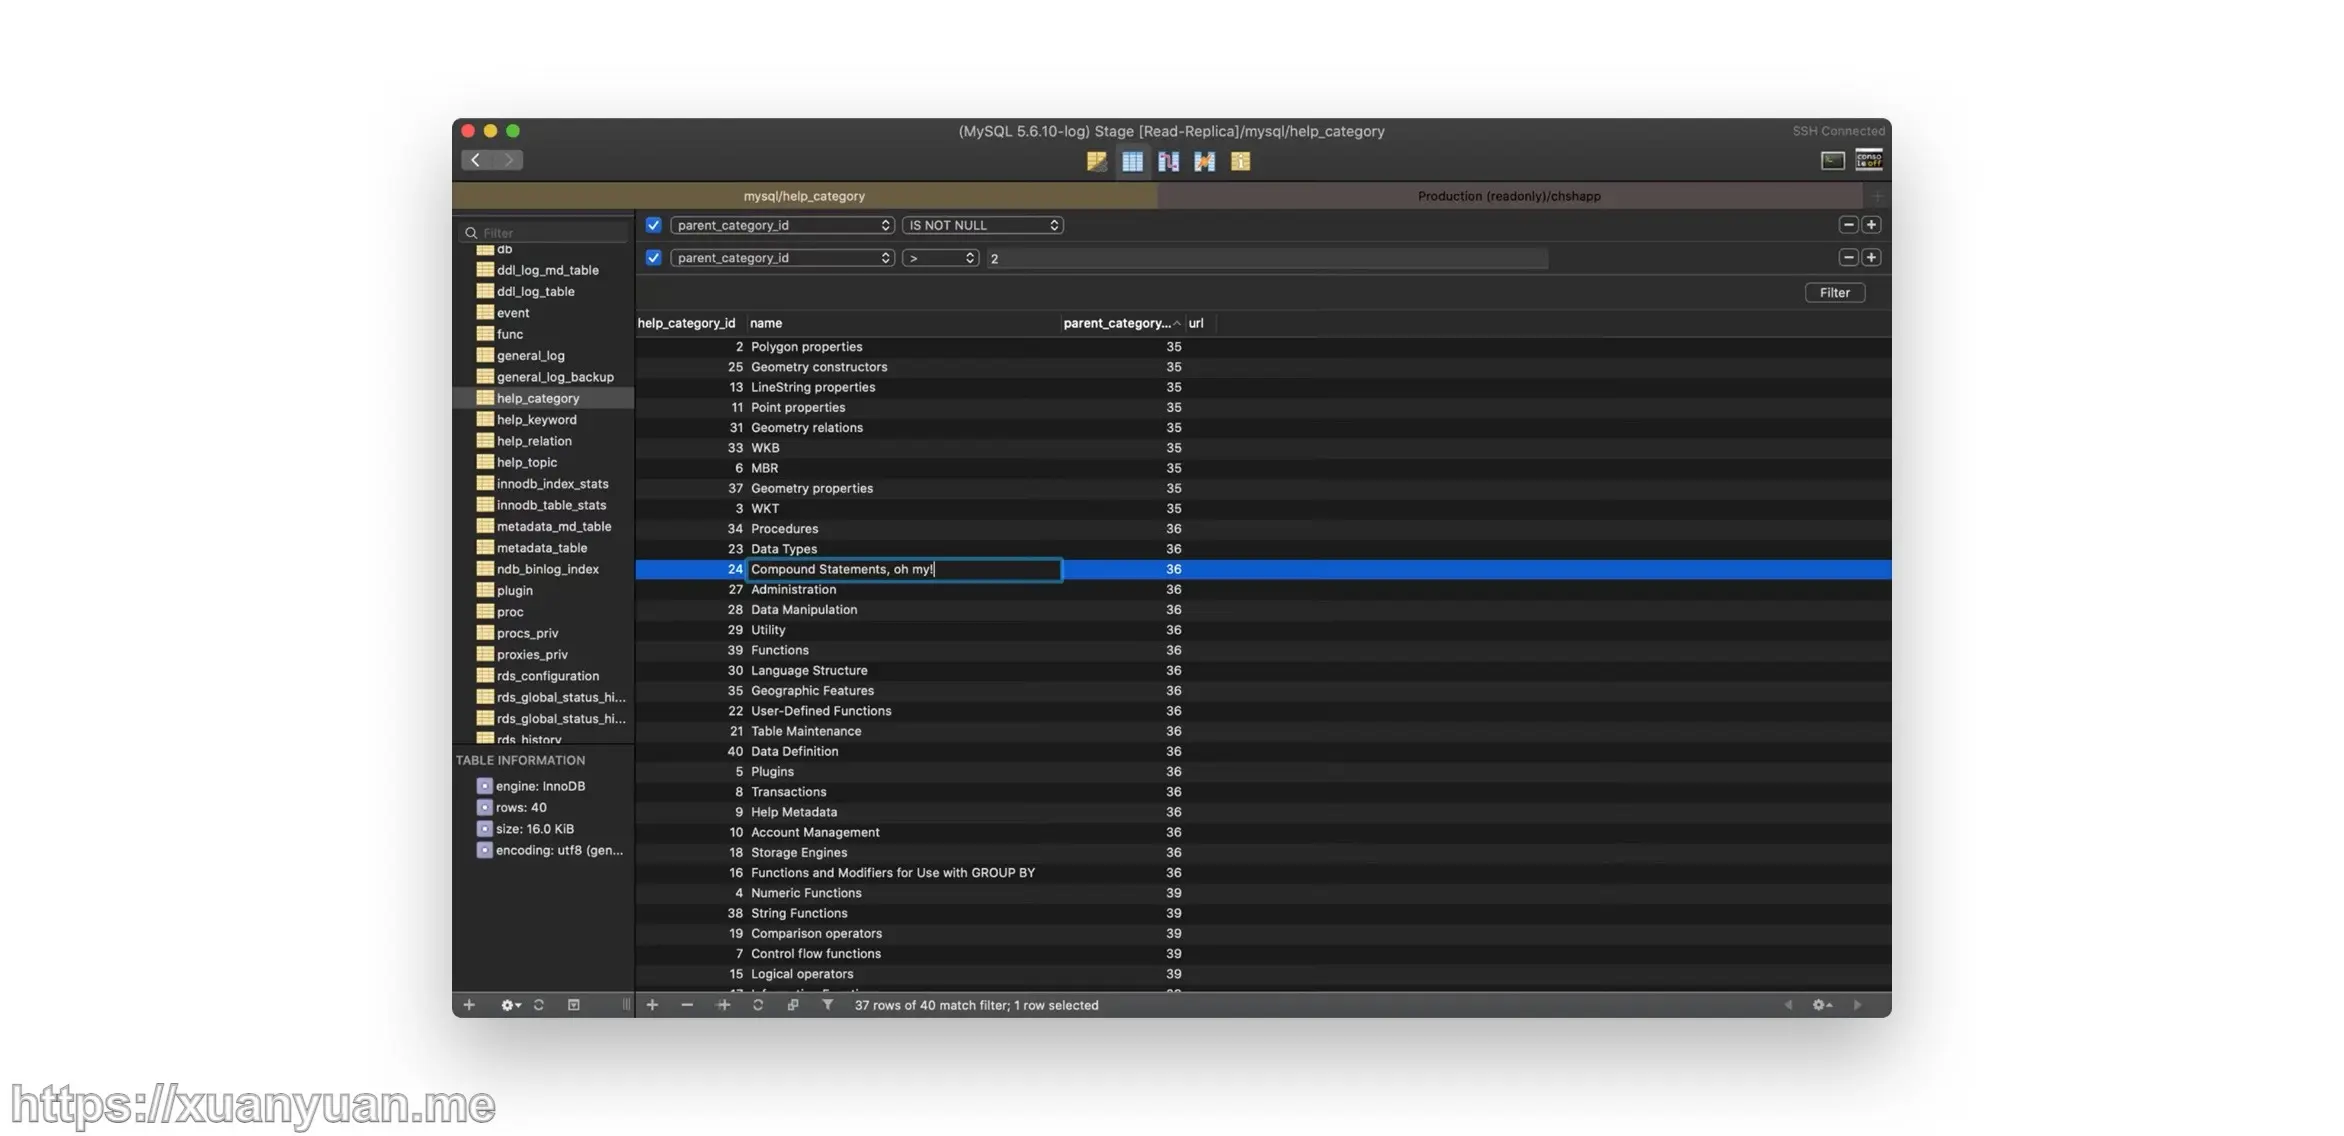 (MySQL 5.6.10-log) Stage [Read-Replica]/mysql/help_category
SSH Connected
mysql/help_category
Production (readonly)/chshapp
Filter
db
ddl_log_md_table
ddl_log_table
event
func
general_log
general_log_backup
help_category
help_keyword
help_relation
help_topic
innodb_index_stats
innodb_table_stats
metadata_md_table
metadata_table
ndb_binlog_index
plugin
proc
procs_priv
proxies_priv
rds_configuration
rds_global_status_hi...
rds_global_status_hi...
rds_history
TABLE INFORMATION
engine: InnoDB
rows: 40
size: 16.0 KiB
encoding: utf8 (gen...
parent_category_id IS NOT NULL
parent_category_id > 2
Filter
help_category_id name parent_category... url
2 Polygon properties 35
25 Geometry constructors 35
13 LineString properties 35
11 Point properties 35
31 Geometry relations 35
33 WKB 35
6 MBR 35
37 Geometry properties 35
3 WKT 35
34 Procedures 36
23 Data Types 36
24 Compound Statements, oh my! 36
27 Administration 36
28 Data Manipulation 36
29 Utility 36
39 Functions 36
30 Language Structure 36
35 Geographic Features 36
22 User-Defined Functions 36
21 Table Maintenance 36
40 Data Definition 36
5 Plugins 36
8 Transactions 36
9 Help Metadata 36
10 Account Management 36
18 Storage Engines 36
16 Functions and Modifiers for Use with GROUP BY 36
4 Numeric Functions 39
38 String Functions 39
19 Comparison operators 39
7 Control flow functions 39
15 Logical operators 39
37 rows of 40 match filter; 1 row selected
https://xuanyuan.me